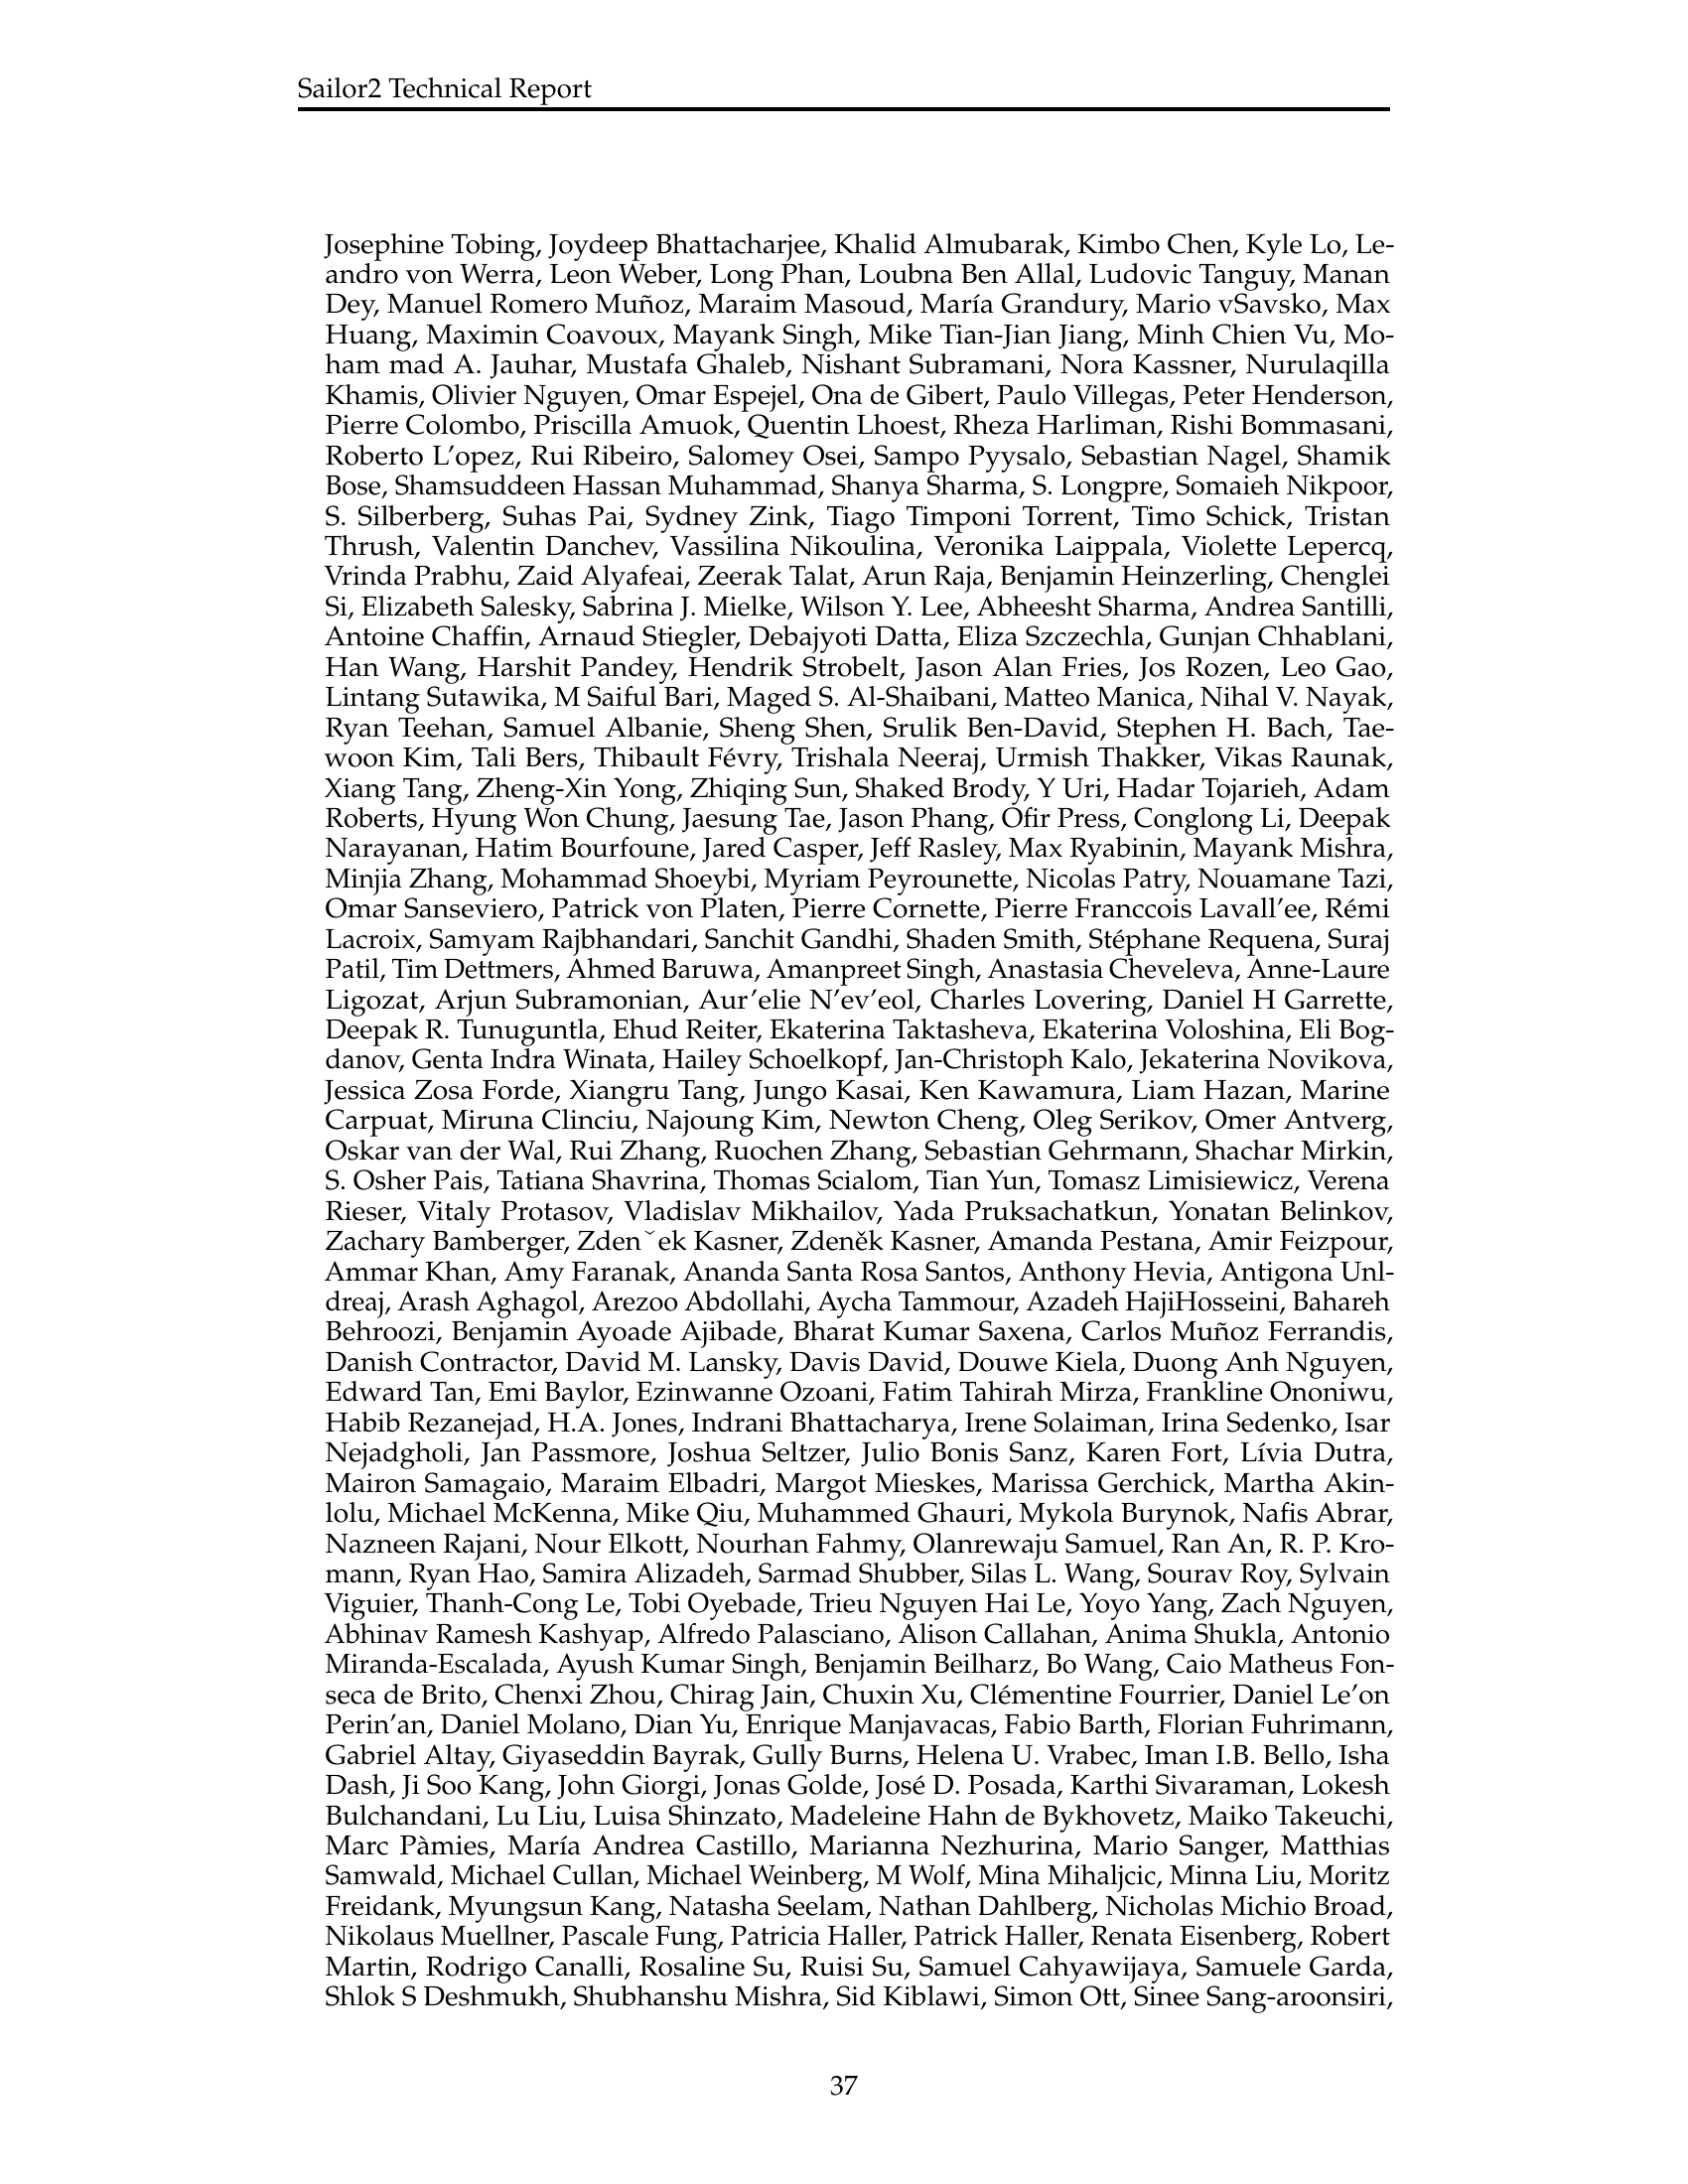 Sailor2 Technical Report
Josephine Tobing, Joydeep Bhattacharjee, Khalid Almubarak, Kimbo Chen, Kyle Lo, Le-
andro von Werra, Leon Weber, Long Phan, Loubna Ben Allal, Ludovic Tanguy, Manan
Dey, Manuel Romero Muñoz, Maraim Masoud, María Grandury, Mario vSavsko, Max
Huang, Maximin Coavoux, Mayank Singh, Mike Tian-Jian Jiang, Minh Chien Vu, Mo-
ham mad A. Jauhar, Mustafa Ghaleb, Nishant Subramani, Nora Kassner, Nurulaqilla
Khamis, Olivier Nguyen, Omar Espejel, Ona de Gibert, Paulo Villegas, Peter Henderson,
Pierre Colombo, Priscilla Amuok, Quentin Lhoest, Rheza Harliman, Rishi Bommasani,
Roberto L'opez, Rui Ribeiro, Salomey Osei, Sampo Pyysalo, Sebastian Nagel, Shamik
Bose, Shamsuddeen Hassan Muhammad, Shanya Sharma, S. Longpre, Somaieh Nikpoor,
S. Silberberg, Suhas Pai, Sydney Zink, Tiago Timponi Torrent, Timo Schick, Tristan
Thrush, Valentin Danchev, Vassilina Nikoulina, Veronika Laippala, Violette Lepercq,
Vrinda Prabhu, Zaid Alyafeai, Zeerak Talat, Arun Raja, Benjamin Heinzerling, Chenglei
Si, Elizabeth Salesky, Sabrina J. Mielke, Wilson Y. Lee, Abheesht Sharma, Andrea Santilli,
Antoine Chaffin, Arnaud Stiegler, Debajyoti Datta, Eliza Szczechla, Gunjan Chhablani,
Han Wang, Harshit Pandey, Hendrik Strobelt, Jason Alan Fries, Jos Rozen, Leo Gao,
Lintang Sutawika, M Saiful Bari, Maged S. Al-Shaibani, Matteo Manica, Nihal V. Nayak,
Ryan Teehan, Samuel Albanie, Sheng Shen, Srulik Ben-David, Stephen H. Bach, Tae-
woon Kim, Tali Bers, Thibault Févry, Trishala Neeraj, Urmish Thakker, Vikas Raunak,
Xiang Tang, Zheng-Xin Yong, Zhiqing Sun, Shaked Brody, Y Uri, Hadar Tojarieh, Adam
Roberts, Hyung Won Chung, Jaesung Tae, Jason Phang, Ofir Press, Conglong Li, Deepak
Narayanan, Hatim Bourfoune, Jared Casper, Jeff Rasley, Max Ryabinin, Mayank Mishra,
Minjia Zhang, Mohammad Shoeybi, Myriam Peyrounette, Nicolas Patry, Nouamane Tazi,
Omar Sanseviero, Patrick von Platen, Pierre Cornette, Pierre Franccois Lavall'ee, Rémi
Lacroix, Samyam Rajbhandari, Sanchit Gandhi, Shaden Smith, Stéphane Requena, Suraj
Patil, Tim Dettmers, Ahmed Baruwa, Amanpreet Singh, Anastasia Cheveleva, Anne-Laure
Ligozat, Arjun Subramonian, Aur'elie N'ev'eol, Charles Lovering, Daniel H Garrette,
Deepak R. Tunuguntla, Ehud Reiter, Ekaterina Taktasheva, Ekaterina Voloshina, Eli Bog-
danov, Genta Indra Winata, Hailey Schoelkopf, Jan-Christoph Kalo, Jekaterina Novikova,
Jessica Zosa Forde, Xiangru Tang, Jungo Kasai, Ken Kawamura, Liam Hazan, Marine
Carpuat, Miruna Clinciu, Najoung Kim, Newton Cheng, Oleg Serikov, Omer Antverg,
Oskar van der Wal, Rui Zhang, Ruochen Zhang, Sebastian Gehrmann, Shachar Mirkin,
S. Osher Pais, Tatiana Shavrina, Thomas Scialom, Tian Yun, Tomasz Limisiewicz, Verena
Rieser, Vitaly Protasov, Vladislav Mikhailov, Yada Pruksachatkun, Yonatan Belinkov,
Zachary Bamberger, Zden˘ek Kasner, Zdeněk Kasner, Amanda Pestana, Amir Feizpour,
Ammar Khan, Amy Faranak, Ananda Santa Rosa Santos, Anthony Hevia, Antigona Unl-
dreaj, Arash Aghagol, Arezoo Abdollahi, Aycha Tammour, Azadeh HajiHosseini, Bahareh
Behroozi, Benjamin Ayoade Ajibade, Bharat Kumar Saxena, Carlos Muñoz Ferrandis,
Danish Contractor, David M. Lansky, Davis David, Douwe Kiela, Duong Anh Nguyen,
Edward Tan, Emi Baylor, Ezinwanne Ozoani, Fatim Tahirah Mirza, Frankline Ononiwu,
Habib Rezanejad, H.A. Jones, Indrani Bhattacharya, Irene Solaiman, Irina Sedenko, Isar
Nejadgholi, Jan Passmore, Joshua Seltzer, Julio Bonis Sanz, Karen Fort, Lívia Dutra,
Mairon Samagaio, Maraim Elbadri, Margot Mieskes, Marissa Gerchick, Martha Akin-
lolu, Michael McKenna, Mike Qiu, Muhammed Ghauri, Mykola Burynok, Nafis Abrar,
Nazneen Rajani, Nour Elkott, Nourhan Fahmy, Olanrewaju Samuel, Ran An, R. P. Kro-
mann, Ryan Hao, Samira Alizadeh, Sarmad Shubber, Silas L. Wang, Sourav Roy, Sylvain
Viguier, Thanh-Cong Le, Tobi Oyebade, Trieu Nguyen Hai Le, Yoyo Yang, Zach Nguyen,
Abhinav Ramesh Kashyap, Alfredo Palasciano, Alison Callahan, Anima Shukla, Antonio
Miranda-Escalada, Ayush Kumar Singh, Benjamin Beilharz, Bo Wang, Caio Matheus Fon-
seca de Brito, Chenxi Zhou, Chirag Jain, Chuxin Xu, Clémentine Fourrier, Daniel Le'on
Perin'an, Daniel Molano, Dian Yu, Enrique Manjavacas, Fabio Barth, Florian Fuhrimann,
Gabriel Altay, Giyaseddin Bayrak, Gully Burns, Helena U. Vrabec, Iman I.B. Bello, Isha
Dash, Ji Soo Kang, John Giorgi, Jonas Golde, José D. Posada, Karthi Sivaraman, Lokesh
Bulchandani, Lu Liu, Luisa Shinzato, Madeleine Hahn de Bykhovetz, Maiko Takeuchi,
Marc Pàmies, María Andrea Castillo, Marianna Nezhurina, Mario Sanger, Matthias
Samwald, Michael Cullan, Michael Weinberg, M Wolf, Mina Mihaljcic, Minna Liu, Moritz
Freidank, Myungsun Kang, Natasha Seelam, Nathan Dahlberg, Nicholas Michio Broad,
Nikolaus Muellner, Pascale Fung, Patricia Haller, Patrick Haller, Renata Eisenberg, Robert
Martin, Rodrigo Canalli, Rosaline Su, Ruisi Su, Samuel Cahyawijaya, Samuele Garda,
Shlok S Deshmukh, Shubhanshu Mishra, Sid Kiblawi, Simon Ott, Sinee Sang-aroonsiri,
37